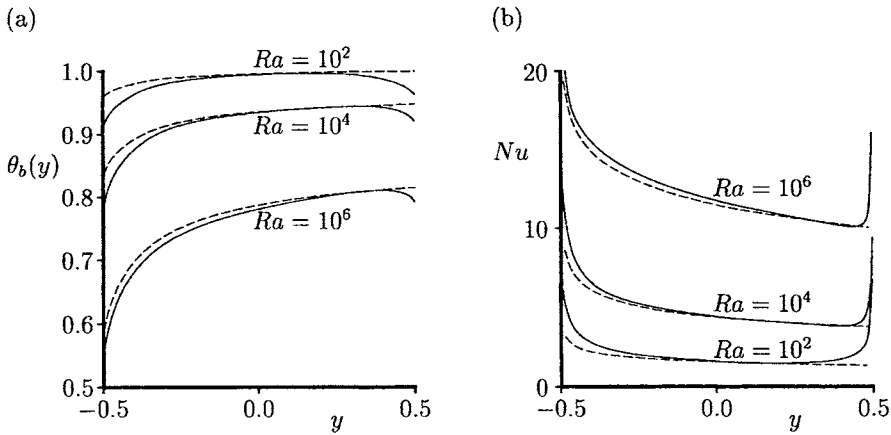 (a)
(b)
Ra = 10²
Ra = 10⁴
Ra = 10⁶
θ_b(y)
1.0
0.9
0.8
0.7
0.6
0.5
−0.5
0.0
0.5
y
Nu
20
10
0
Ra = 10⁶
Ra = 10⁴
Ra = 10²
−0.5
0.0
0.5
y